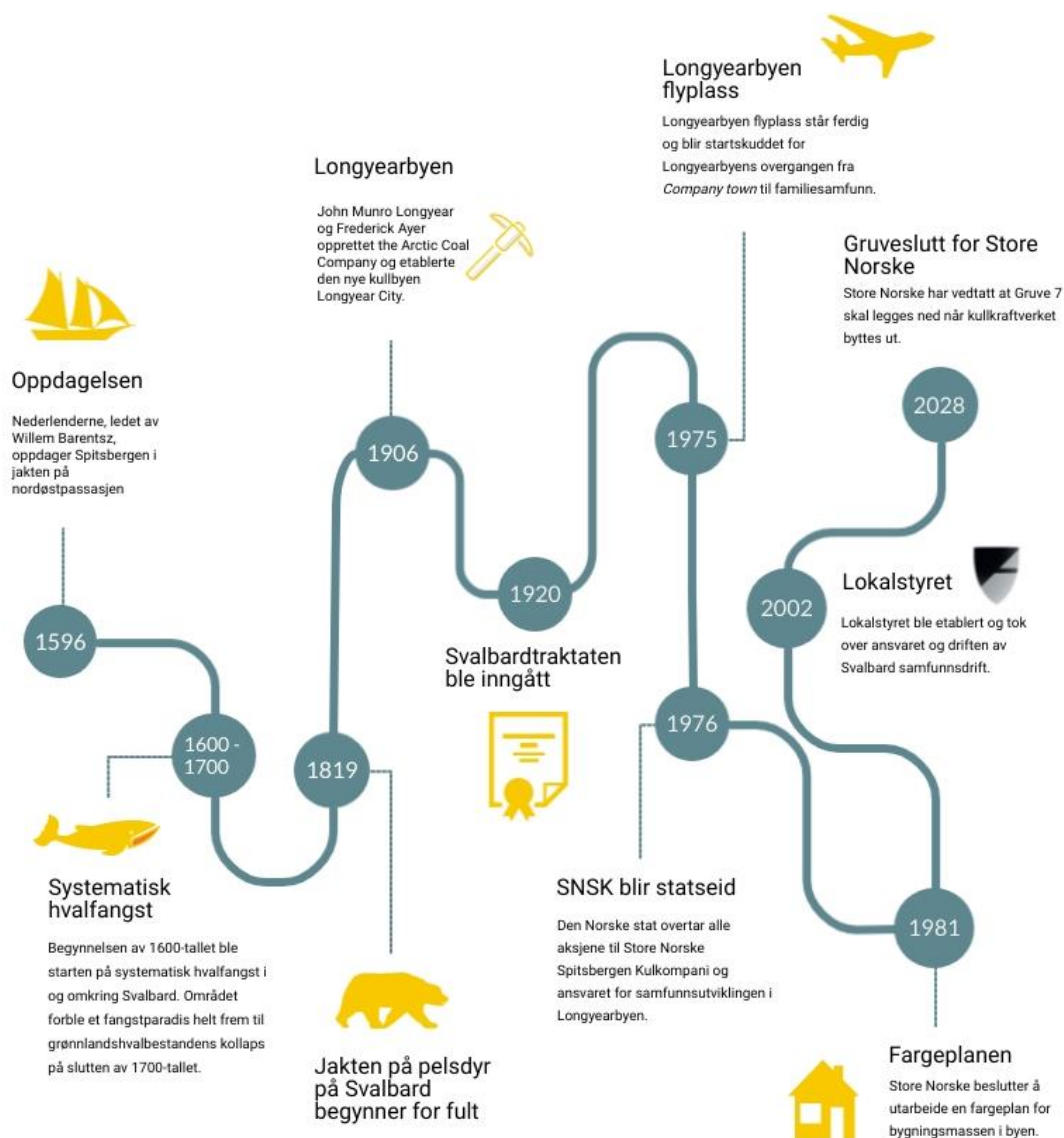 Oppdagelsen
Nederlenderne, ledet av
Willem Barentsz,
oppdager Spitsbergen i
jakten på
nordøstpassasjen
1596
1600 -
1700
Systematisk
hvalfangst
Begynnelsen av 1600-tallet ble
starten på systematisk hvalfangst i
og omkring Svalbard. Området
forble et fangstparadis helt frem til
grønnlandshvalbestandens kollaps
på slutten av 1700-tallet.
1819
Jakten på pelsdyr
på Svalbard
begynner for fult
Longyearbyen
John Munro Longyear
og Frederick Ayer
opprettet the Arctic Coal
Company og etablerte
den nye kullbyen
Longyear City.
1906
1920
Svalbardtraktaten
ble inngått
Longyearbyen
flyplass
Longyearbyen flyplass står ferdig
og blir startskuddet for
Longyearbyens overgangen fra
Company town til familiesamfunn.
1975
1976
SNSK blir statseid
Den Norske stat overtar alle
aksjene til Store Norske
Spitsbergen Kulkompani og
ansvaret for samfunnsutviklingen i
Longyearbyen.
1981
Fargeplanen
Store Norske beslutter å
utarbeide en fargeplan for
bygningsmassen i byen.
2002
Lokalstyret
Lokalstyret ble etablert og tok
over ansvaret og driften av
Svalbard samfunnsdrift.
Gruveslutt for Store
Norske
Store Norske har vedtatt at Gruve 7
skal legges ned når kullkraftverket
byttes ut.
2028